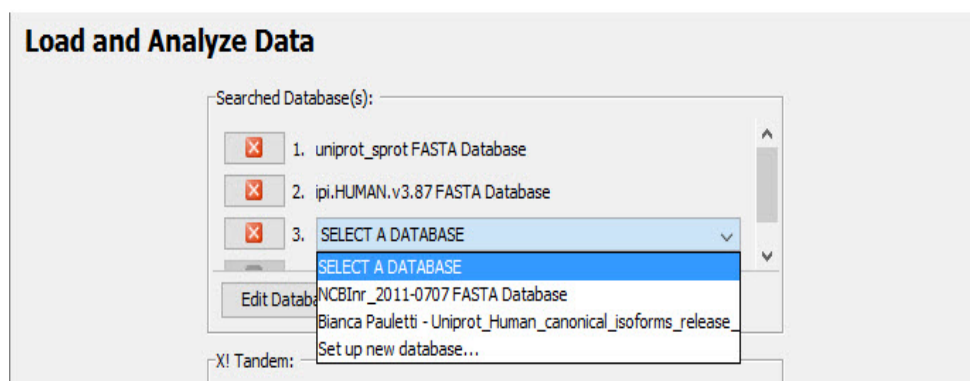 Load and Analyze Data
Searched Database(s):
1. uniprot_sprot FASTA Database
2. ipi.HUMAN.v3.87 FASTA Database
3. SELECT A DATABASE
SELECT A DATABASE
NCBInr_2011-0707 FASTA Database
Edit Datab
Bianca Pauletti - Uniprot_Human_canonical_isoforms_release_
Set up new database...
X! Tandem: